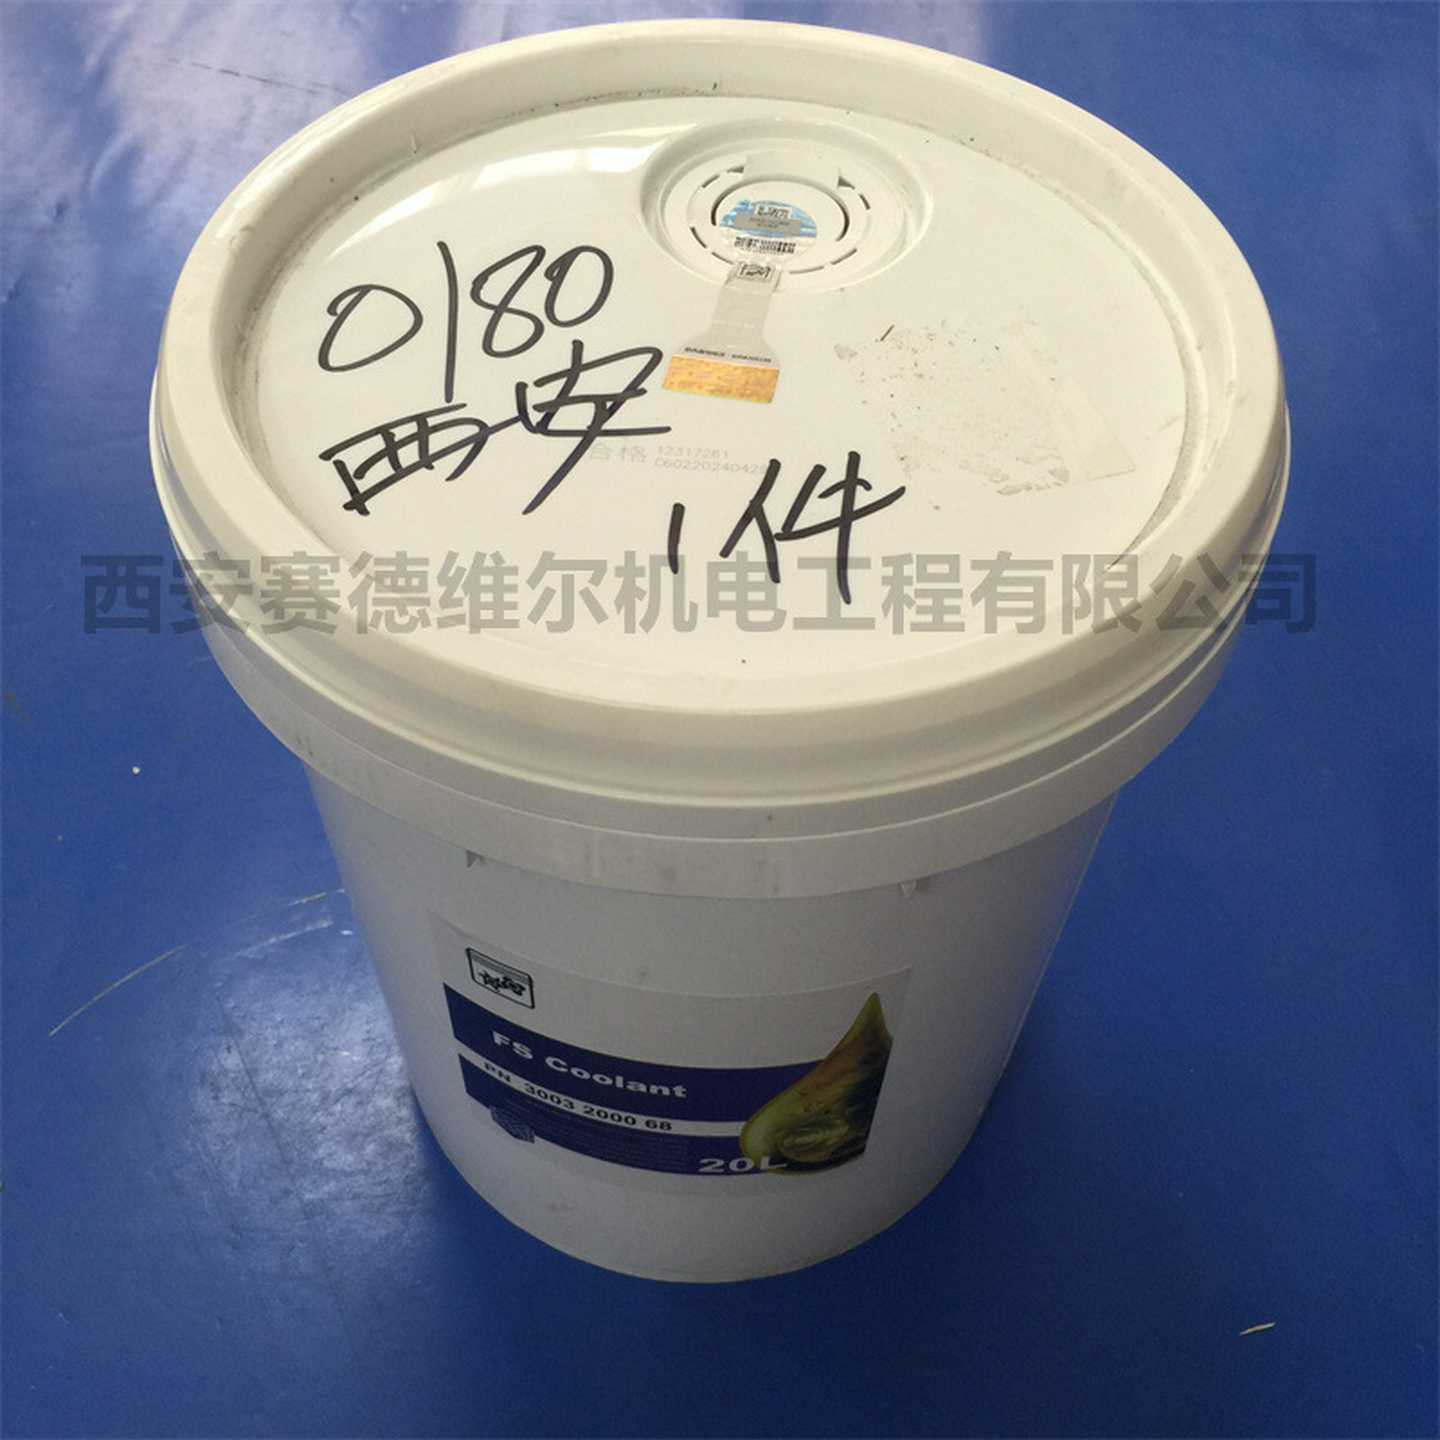 0180
西安
合格 12317261
D60220240428
1件
西安赛德维尔机电工程有限公司
FS Coolant
PN 3003 2000 68
20L